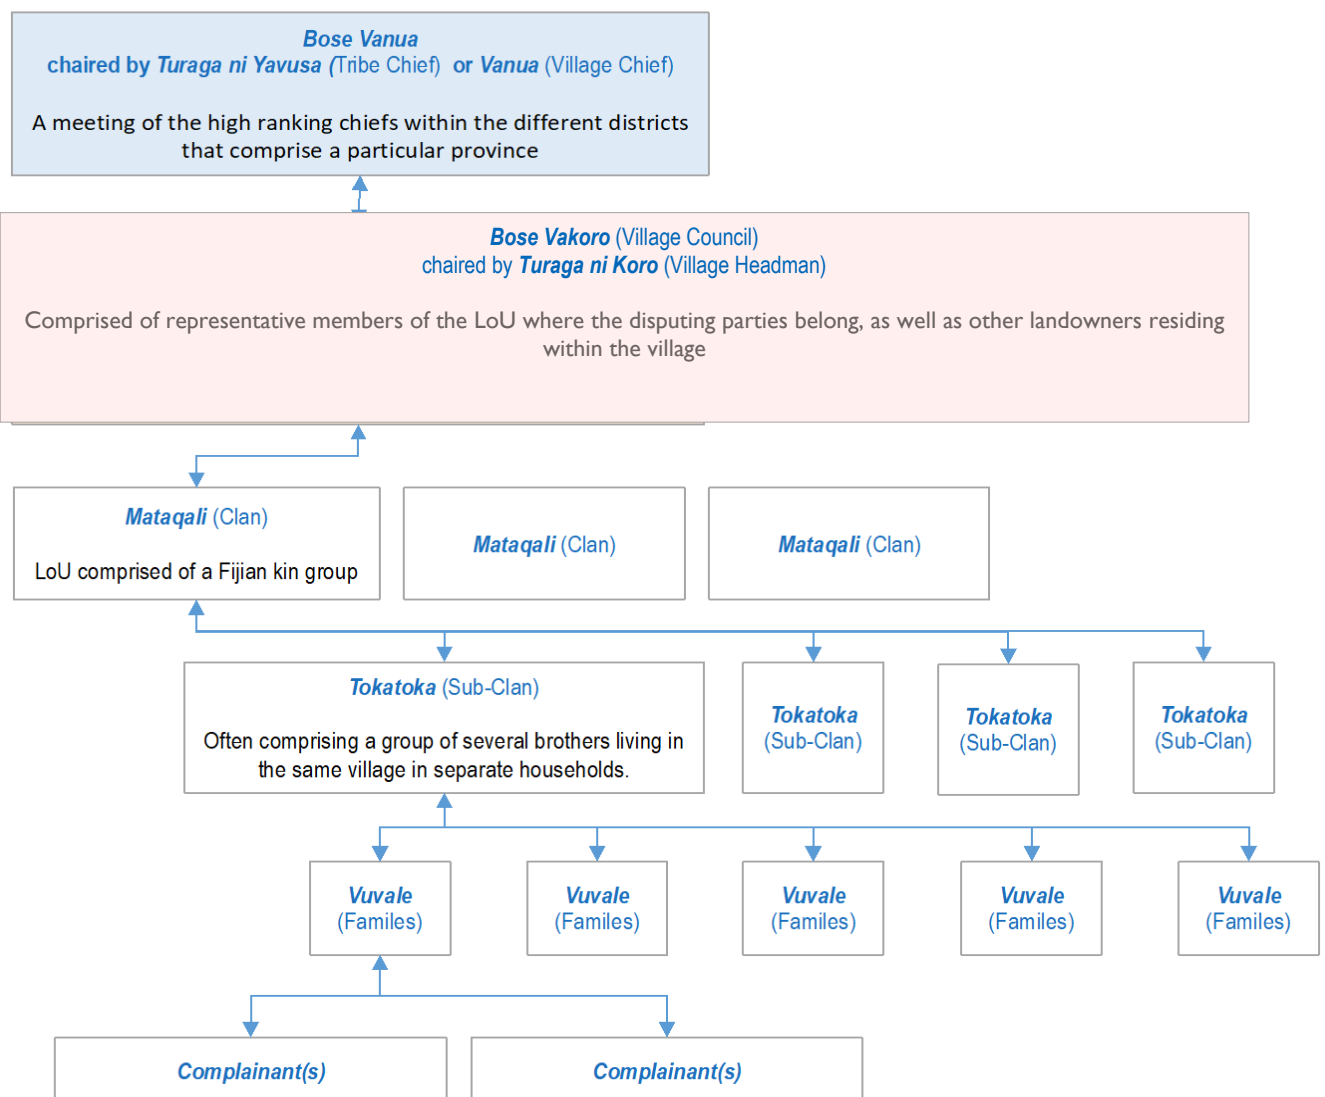 Bose Vanua
chaired by Turaga ni Yavusa (Tribe Chief) or Vanua (Village Chief)
A meeting of the high ranking chiefs within the different districts
that comprise a particular province
Bose Vakoro (Village Council)
chaired by Turaga ni Koro (Village Headman)
Comprised of representative members of the LoU where the disputing parties belong, as well as other landowners residing
within the village
Mataqali (Clan)
LoU comprised of a Fijian kin group
Mataqali (Clan)
Mataqali (Clan)
Tokatoka (Sub-Clan)
Often comprising a group of several brothers living in
the same village in separate households.
Tokatoka
(Sub-Clan)
Tokatoka
(Sub-Clan)
Tokatoka
(Sub-Clan)
Vuvale
(Familes)
Vuvale
(Familes)
Vuvale
(Familes)
Vuvale
(Familes)
Vuvale
(Familes)
Complainant(s)
Complainant(s)